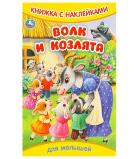 КНИЖКА С НАКЛЕЙКАМИ
ВОЛК
И КОЗЛЯТА
для малышей